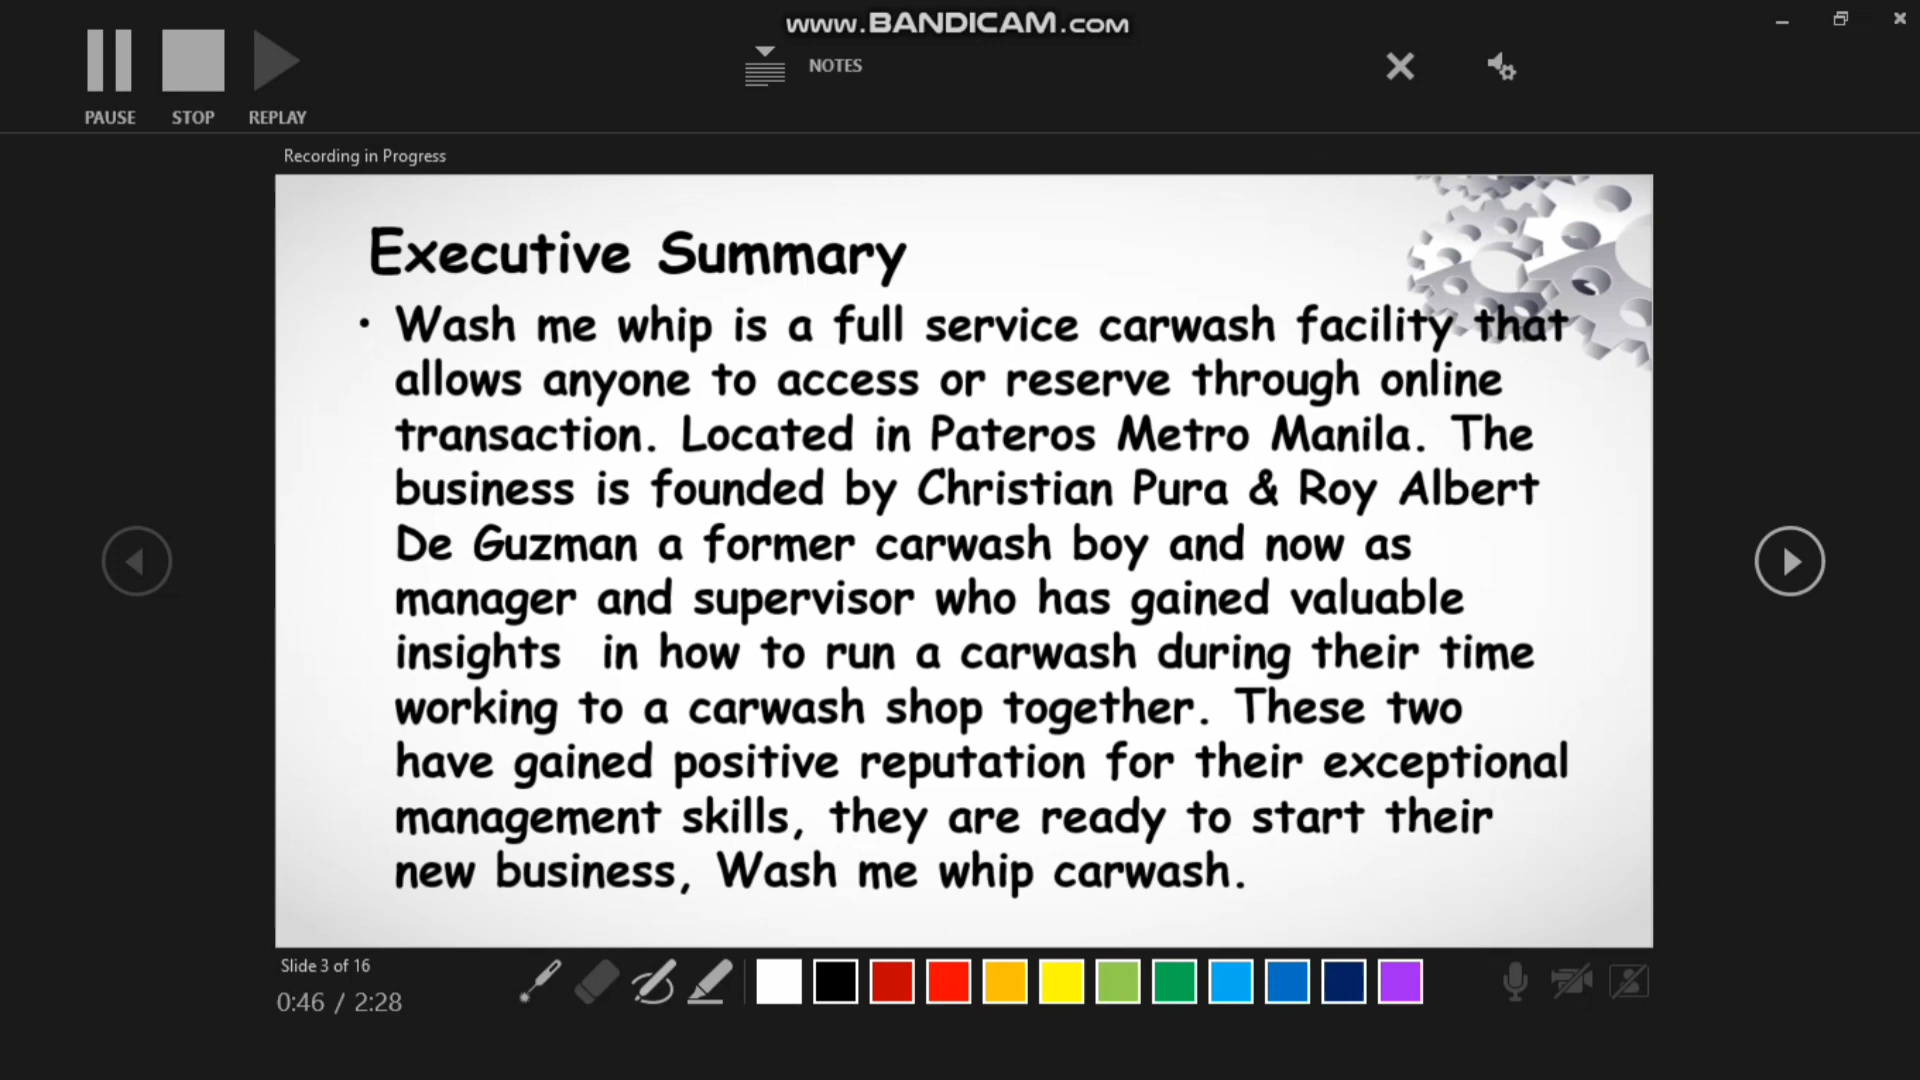 www.BANDICAM.com
NOTES
PAUSE STOP REPLAY
Recording in Progress
Executive Summary
• Wash me whip is a full service carwash facility that
allows anyone to access or reserve through online
transaction. Located in Pateros Metro Manila. The
business is founded by Christian Pura & Roy Albert
De Guzman a former carwash boy and now as
manager and supervisor who has gained valuable
insights  in how to run a carwash during their time
working to a carwash shop together. These two
have gained positive reputation for their exceptional
management skills, they are ready to start their
new business, Wash me whip carwash.
Slide 3 of 16
0:46 / 2:28